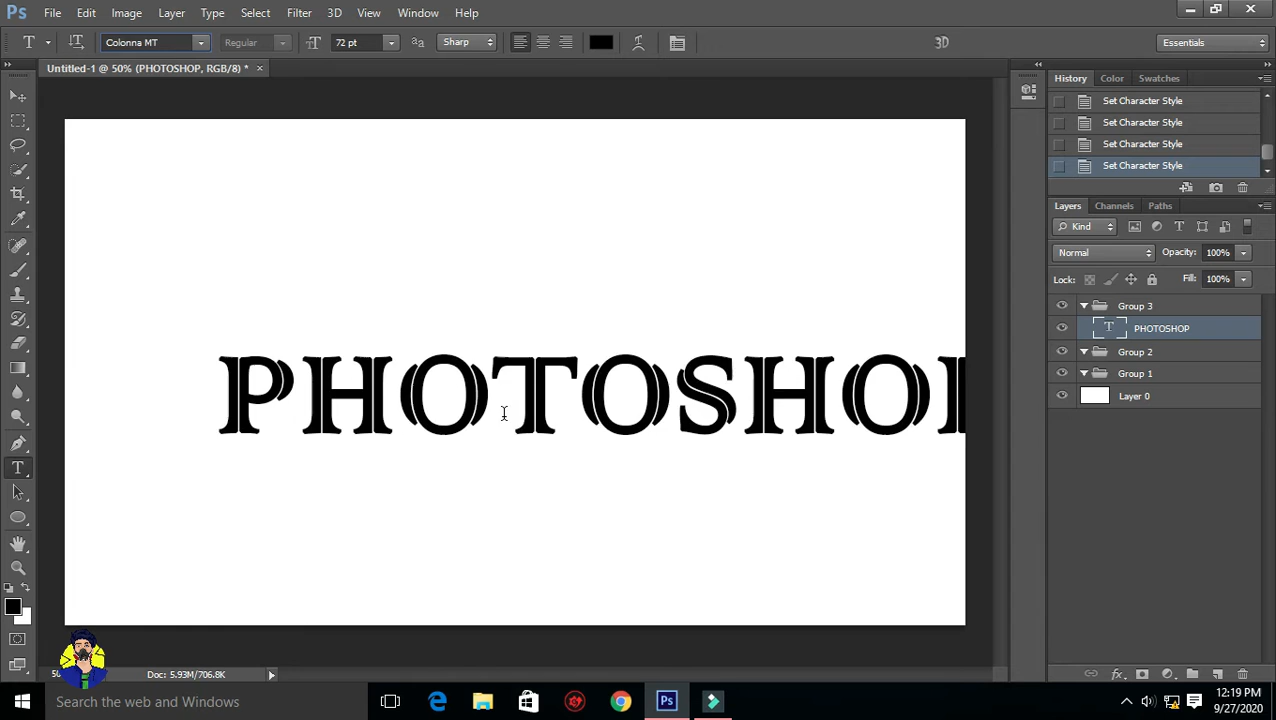 Ps File Edit Image Layer Type Select Filter 3D View Window Help
T Colonna MT Regular 72 pt Sharp 3D Essentials
Untitled-1 @ 50% (PHOTOSHOP, RGB/8) *
History Color Swatches
Set Character Style
Set Character Style
Set Character Style
Set Character Style
Layers Channels Paths
Kind
Normal Opacity: 100%
Lock: Fill: 100%
Group 3
T PHOTOSHOP
Group 2
Group 1
Layer 0
PHOTOSHOP
Doc: 5.93M/706.8K
fx
Search the web and Windows
Ps
12:19 PM
9/27/2020